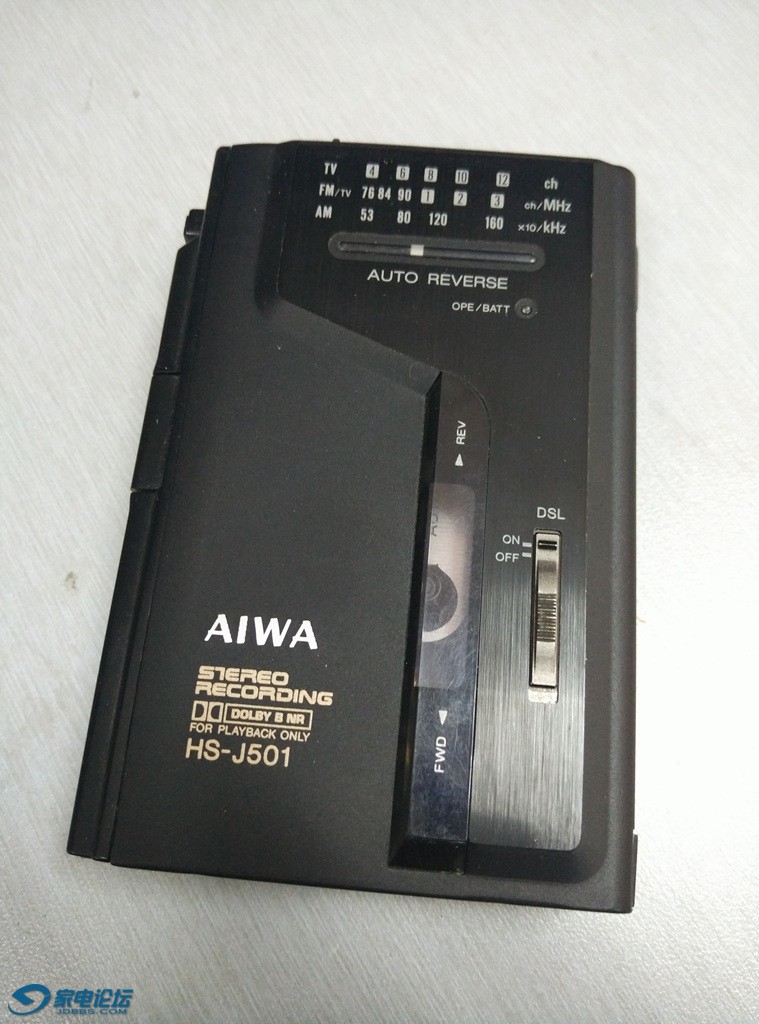 TV 4 6 8 10 12 ch
FM/TV 76 84 90 1 2 3 ch/MHz
AM 53 80 120 160 x10/kHz
AUTO REVERSE
OPE/BATT
REV
DSL
ON
OFF
AIWA
STEREO
RECORDING
DOLBY B NR
FOR PLAYBACK ONLY
HS-J501
FWD
家电论坛
JDBBS.COM